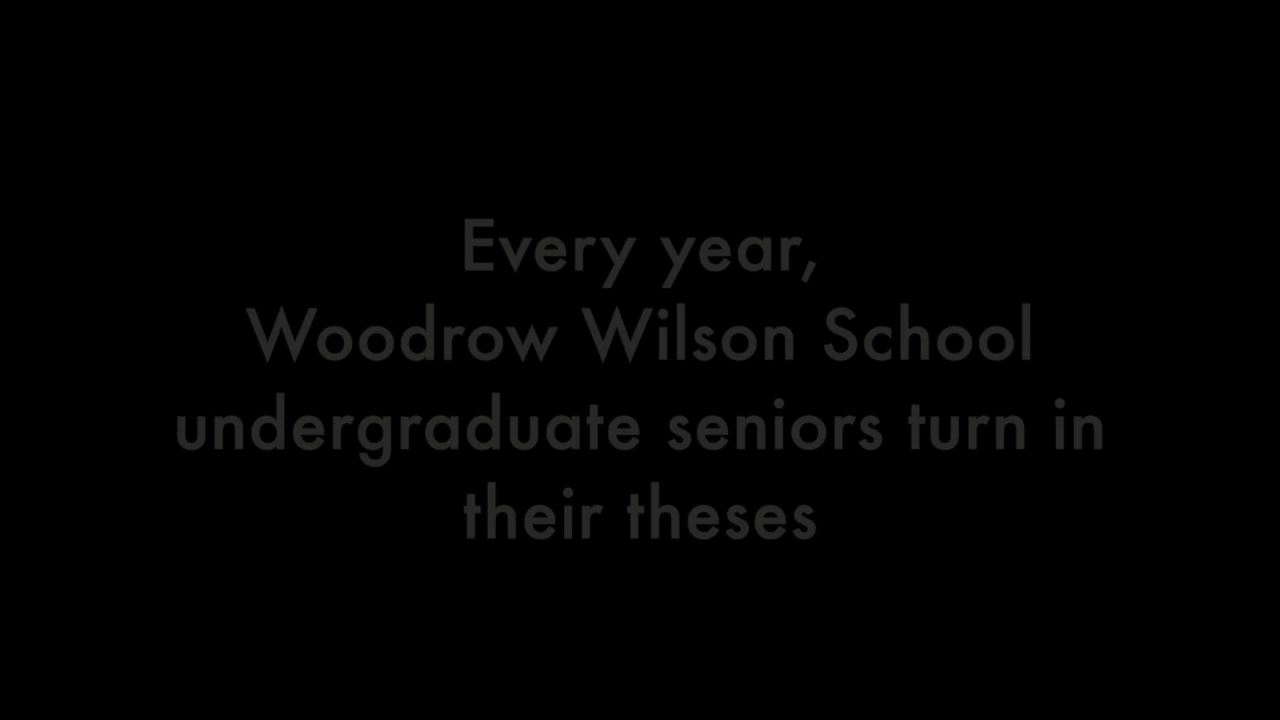 Every year,
Woodrow Wilson School
undergraduate seniors turn in
their theses